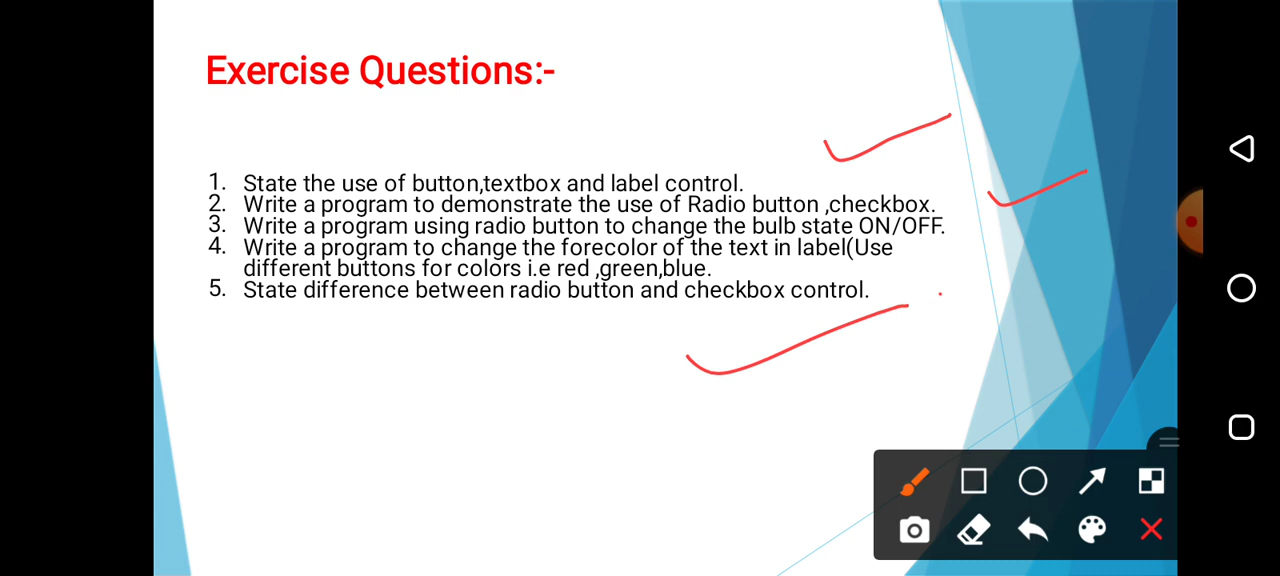 Exercise Questions:-
1. State the use of button,textbox and label control.
2. Write a program to demonstrate the use of Radio button ,checkbox.
3. Write a program using radio button to change the bulb state ON/OFF.
4. Write a program to change the forecolor of the text in label(Use
different buttons for colors i.e red ,green,blue.
5. State difference between radio button and checkbox control.